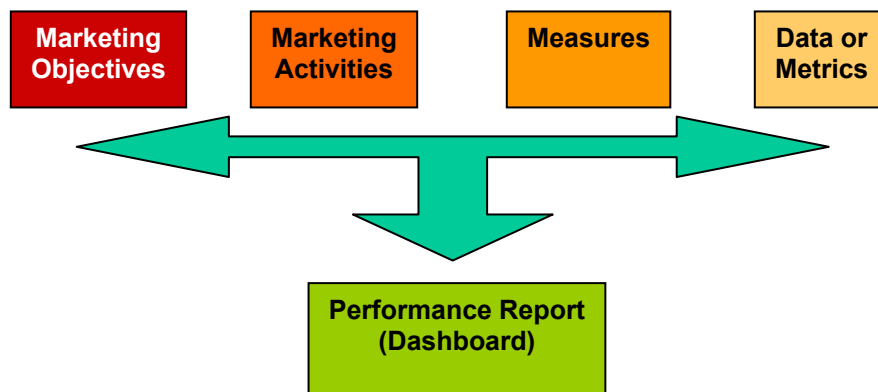 Marketing
Objectives
Marketing
Activities
Measures
Data or
Metrics
Performance Report
(Dashboard)